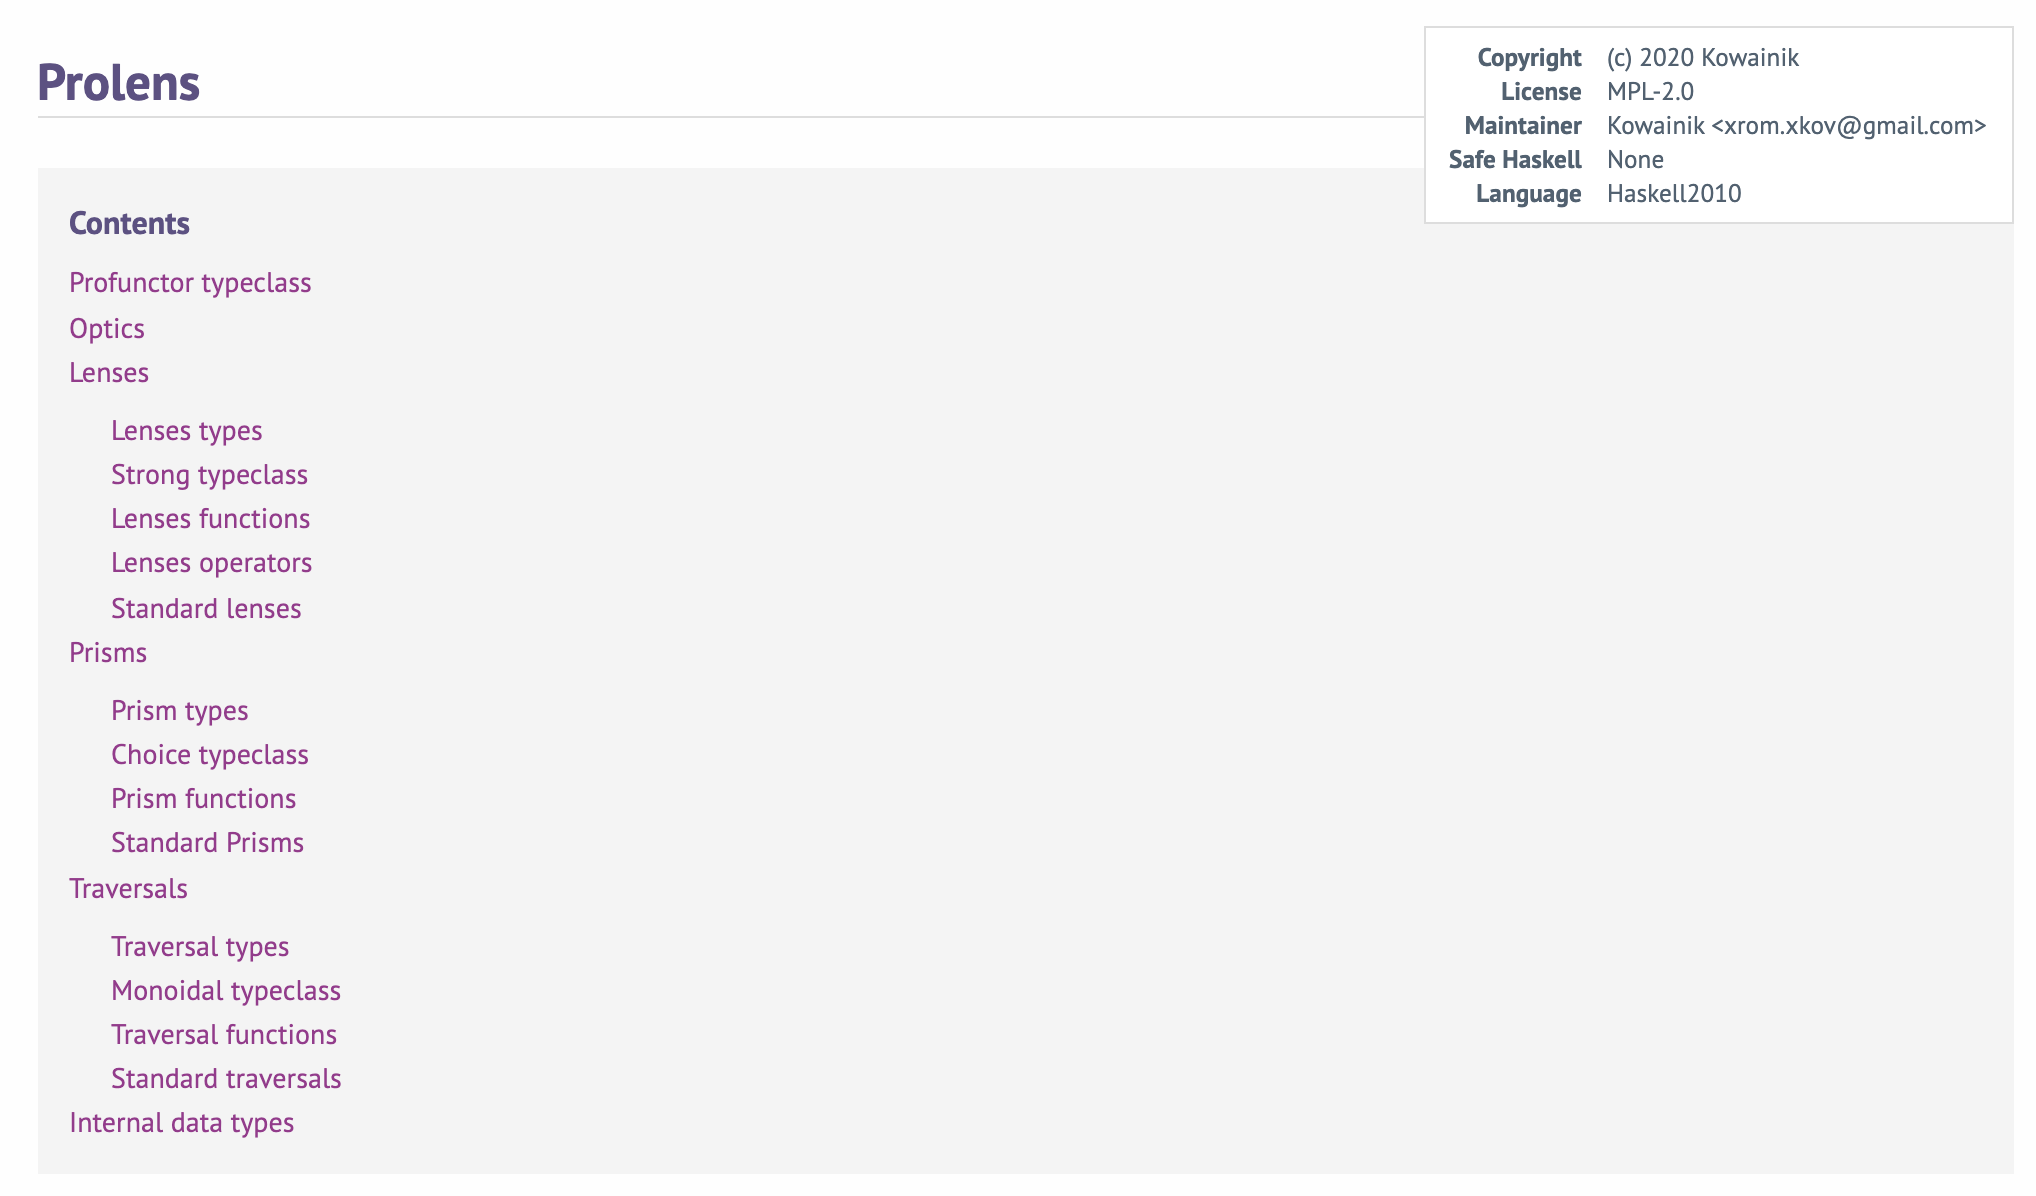 Prolens
Copyright (c) 2020 Kowainik
License MPL-2.0
Maintainer Kowainik <xrom.xkov@gmail.com>
Safe Haskell None
Language Haskell2010
Contents
Profunctor typeclass
Optics
Lenses
Lenses types
Strong typeclass
Lenses functions
Lenses operators
Standard lenses
Prisms
Prism types
Choice typeclass
Prism functions
Standard Prisms
Traversals
Traversal types
Monoidal typeclass
Traversal functions
Standard traversals
Internal data types